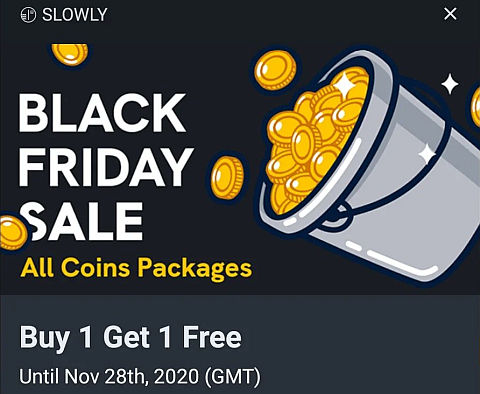 SLOWLY
BLACK
FRIDAY
SALE
All Coins Packages
Buy 1 Get 1 Free
Until Nov 28th, 2020 (GMT)